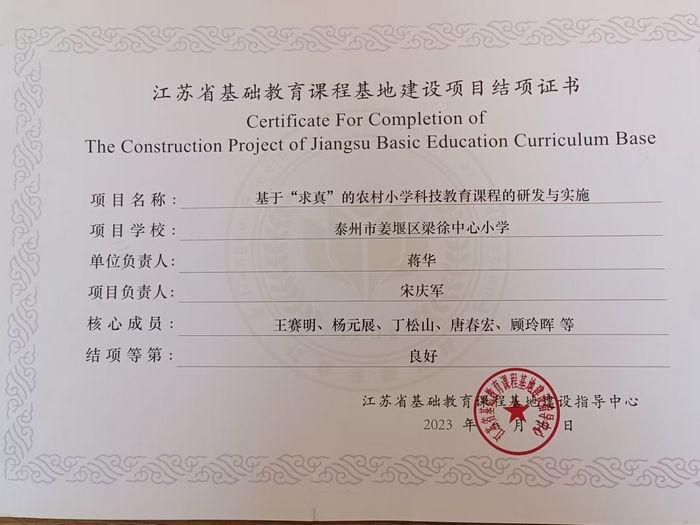 江苏省基础教育课程基地建设项目结项证书
Certificate For Completion of
The Construction Project of Jiangsu Basic Education Curriculum Base
项目名称: 基于“求真”的农村小学科技教育课程的研发与实施
项目学校: 泰州市姜堰区梁徐中心小学
单位负责人: 蒋华
项目负责人: 宋庆军
核心成员: 王赛明、杨元展、丁松山、唐春宏、顾玲晖 等
结项等第: 良好
江苏省基础教育课程基地建设指导中心
2023 年 月 日